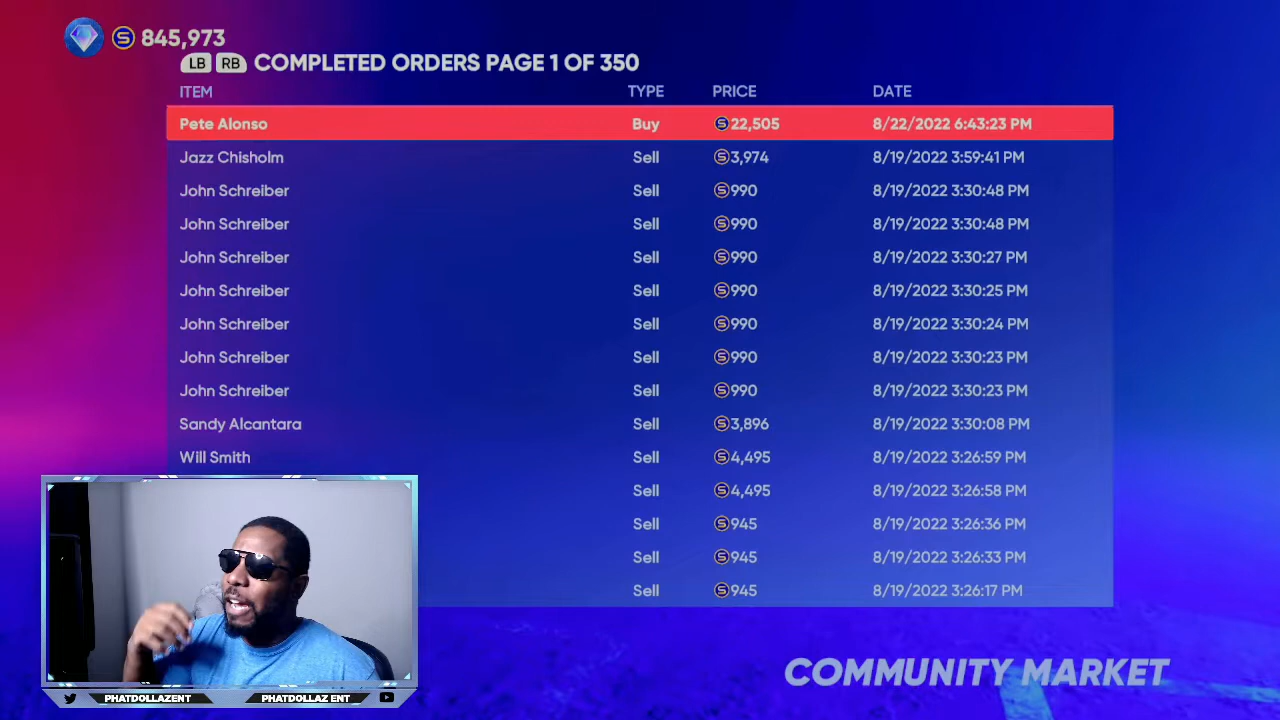 845,973
LB RB COMPLETED ORDERS PAGE 1 OF 350
ITEM TYPE PRICE DATE
Pete Alonso Buy 22,505 8/22/2022 6:43:23 PM
Jazz Chisholm Sell 3,974 8/19/2022 3:59:41 PM
John Schreiber Sell 990 8/19/2022 3:30:48 PM
John Schreiber Sell 990 8/19/2022 3:30:48 PM
John Schreiber Sell 990 8/19/2022 3:30:27 PM
John Schreiber Sell 990 8/19/2022 3:30:25 PM
John Schreiber Sell 990 8/19/2022 3:30:24 PM
John Schreiber Sell 990 8/19/2022 3:30:23 PM
John Schreiber Sell 990 8/19/2022 3:30:23 PM
Sandy Alcantara Sell 3,896 8/19/2022 3:30:08 PM
Will Smith Sell 4,495 8/19/2022 3:26:59 PM
Sell 4,495 8/19/2022 3:26:58 PM
Sell 945 8/19/2022 3:26:36 PM
Sell 945 8/19/2022 3:26:33 PM
Sell 945 8/19/2022 3:26:17 PM
COMMUNITY MARKET
PHATDOLLAZENT PHATDOLLAZ ENT